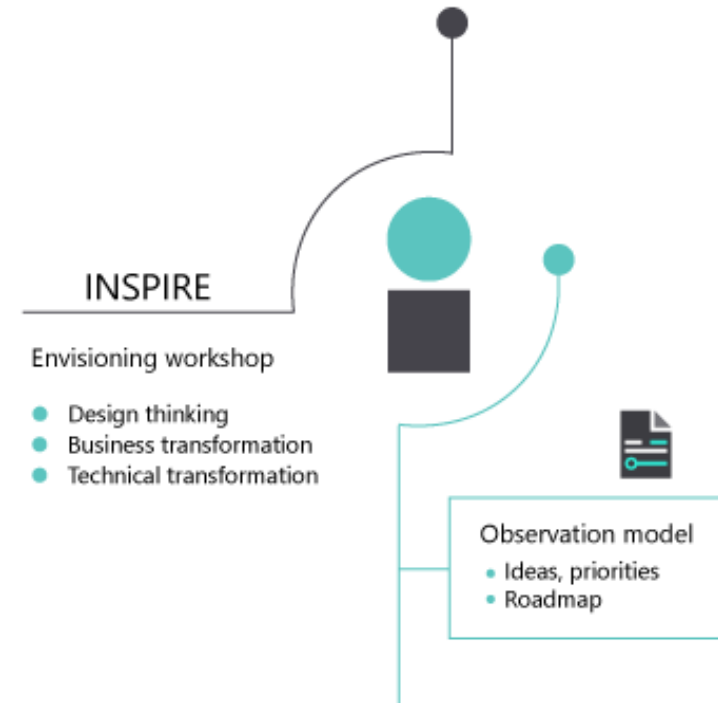 INSPIRE
Envisioning workshop
Design thinking
Business transformation
Technical transformation
Observation model
Ideas, priorities
Roadmap